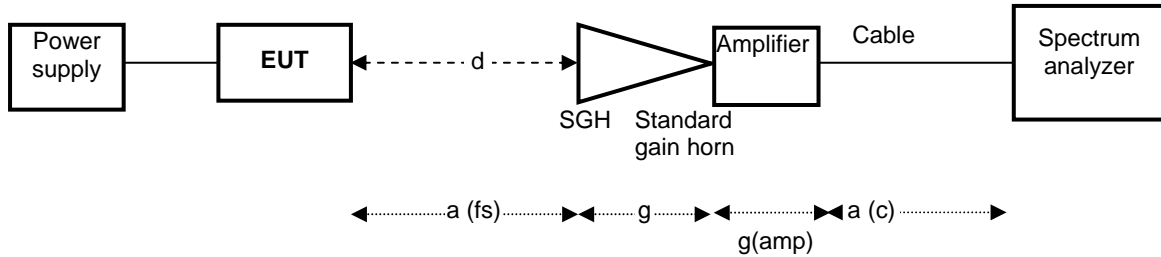 Power
supply
EUT
d
SGH
Standard
gain horn
Amplifier
Cable
Spectrum
analyzer
a (fs)
g
g(amp)
a (c)